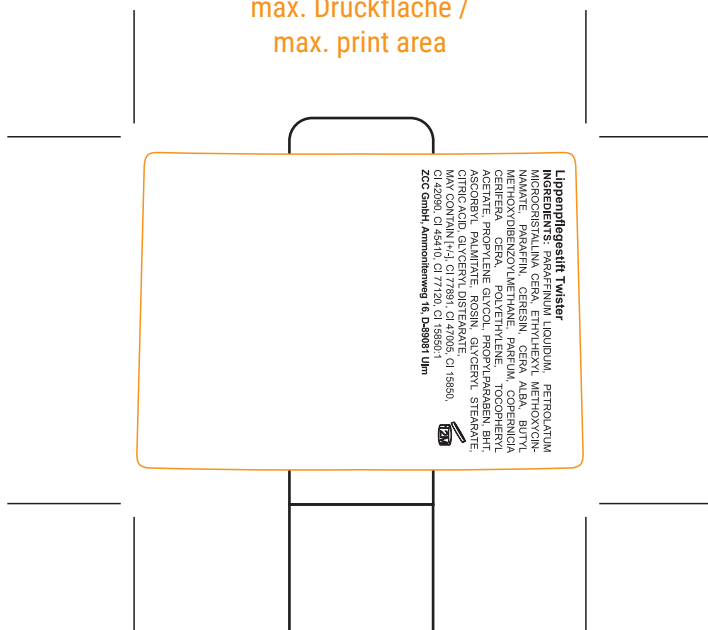 max. Druckfläche /
max. print area
Lippenpflegestift Twister
INGREDIENTS: PARAFFINUM LIQUIDUM, PETROLATUM
MICROCRISTALLINA CERA, ETHYLHEXYL METHOXYCIN-
NAMATE, PARAFFIN, CERESIN, CERA ALBA, BUTYL
METHOXYDIBENZOYLMETHANE, PARFUM, COPERNICIA
CERIFERA CERA, POLYETHYLENE, TOCOPHERYL
ACETATE, PROPYLENE GLYCOL, PROPYLPARABEN, BHT,
ASCORBYL PALMITATE, ROSIN, GLYCERYL STEARATE,
CITRIC ACID, GLYCERYL DISTEARATE,
MAY CONTAIN [+/-], CI 77891, CI 47005, CI 15850,
CI 42090, CI 45410, CI 77120, CI 15850:1
ZCC GmbH, Ammonitenweg 16, D-89081 Ulm
12M